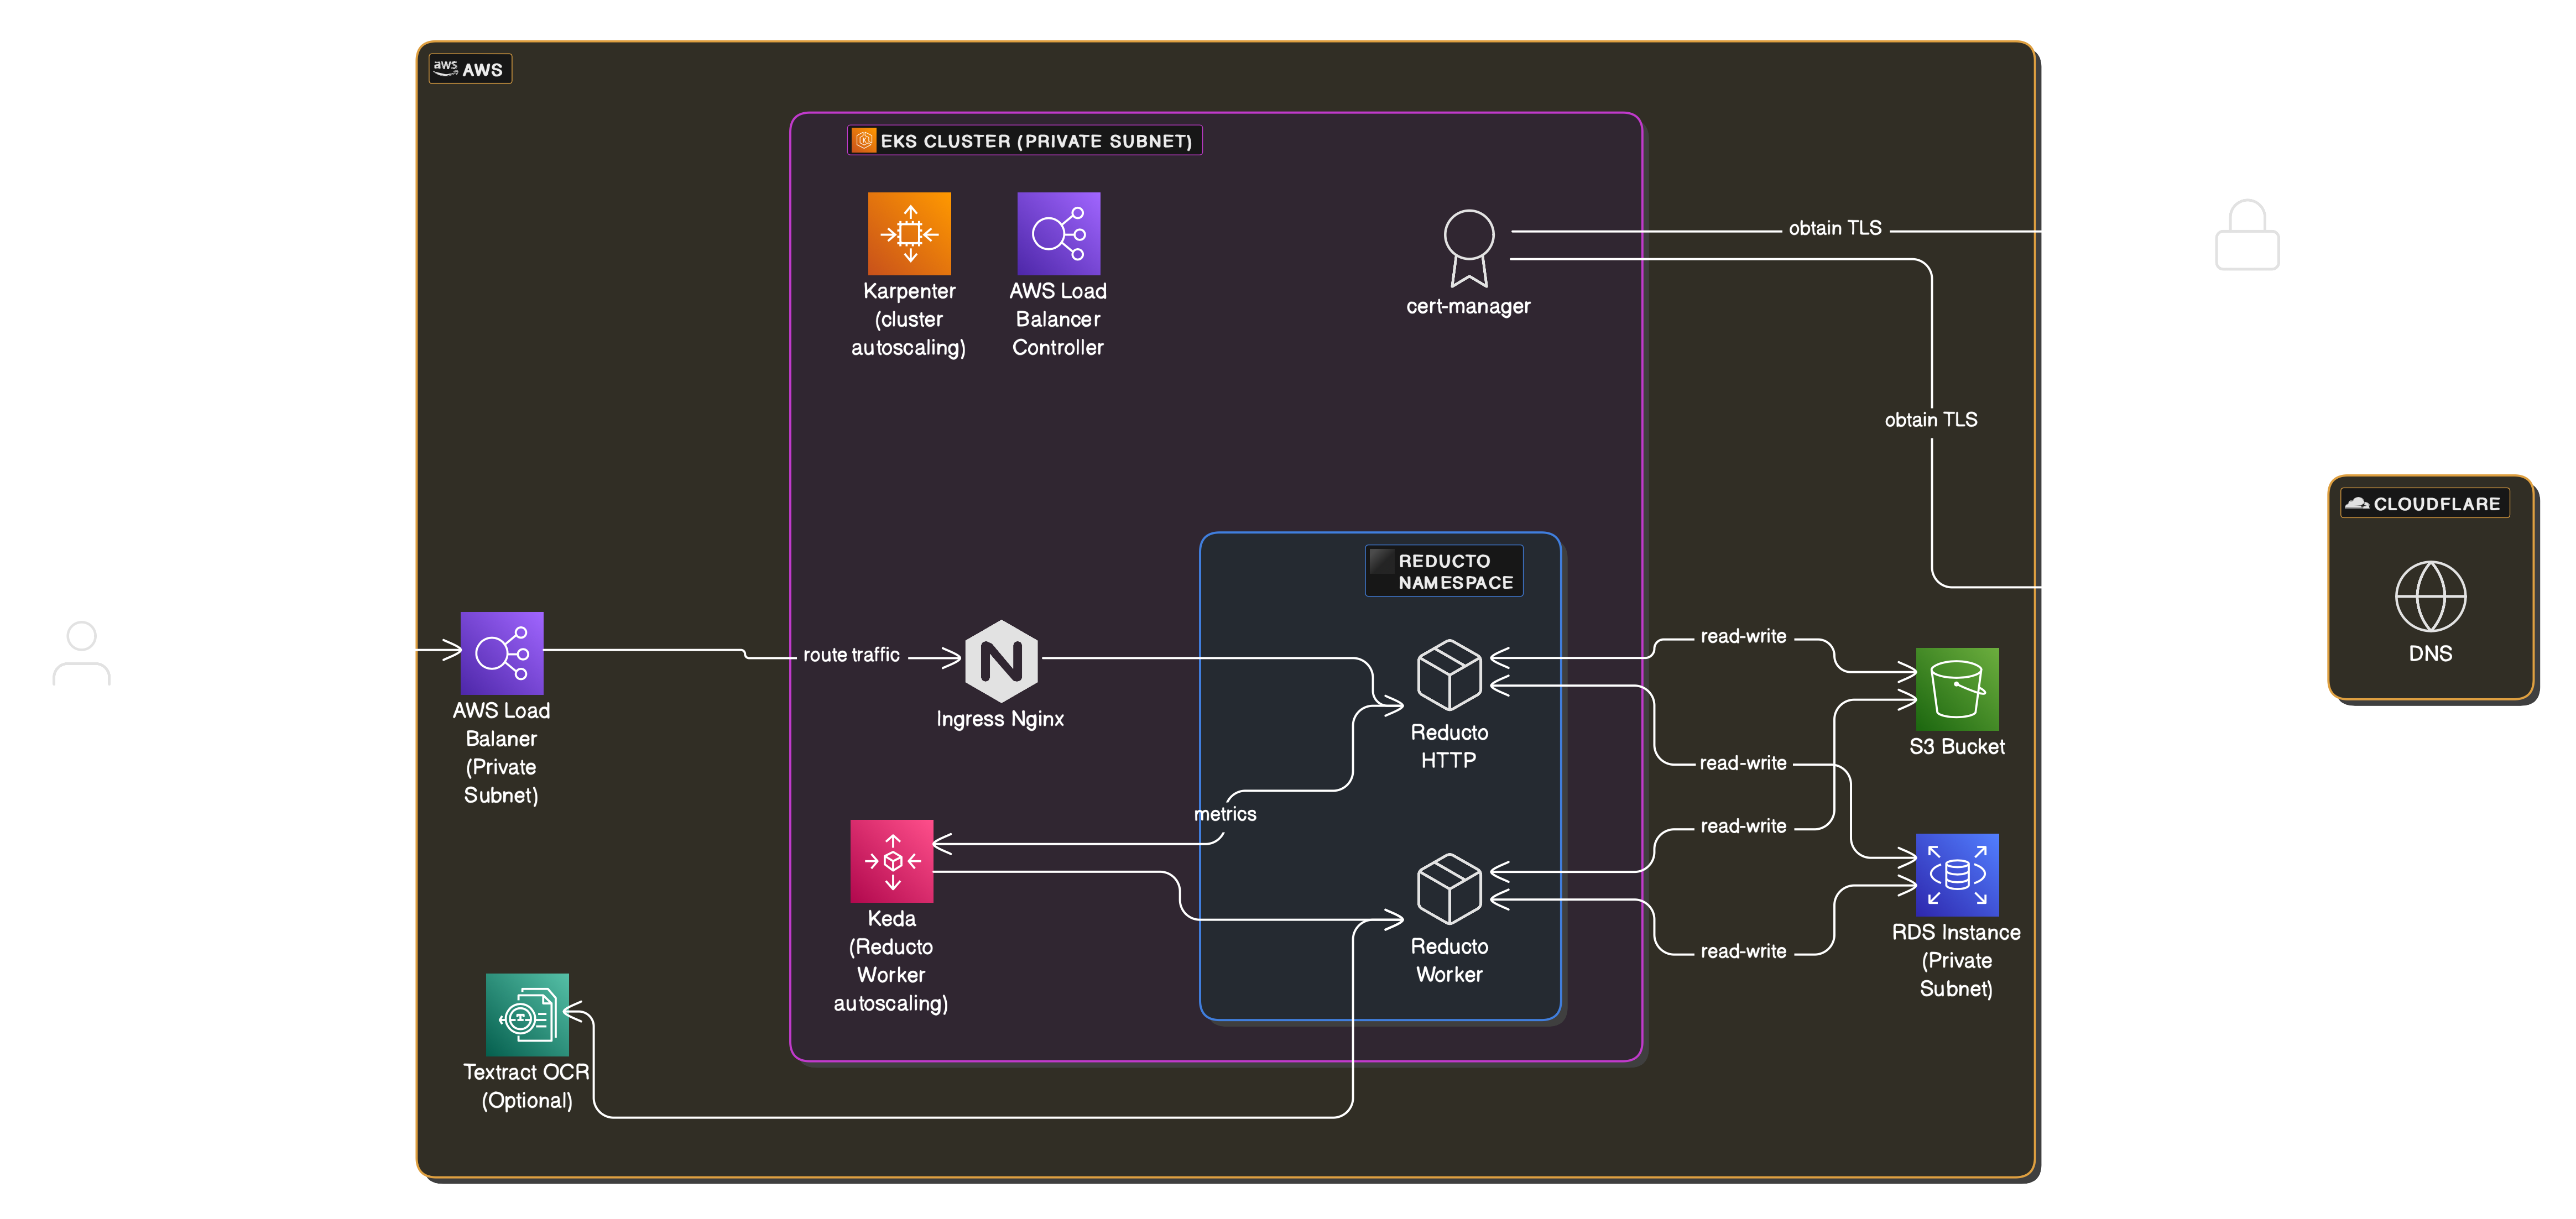 aws AWS
EKS CLUSTER (PRIVATE SUBNET)
Karpenter
(cluster
autoscaling)
AWS Load
Balancer
Controller
cert-manager
obtain TLS
obtain TLS
CLOUDFLARE
DNS
REDUCTO
NAMESPACE
AWS Load
Balaner
(Private
Subnet)
route traffic
Ingress Nginx
Reducto
HTTP
read-write
read-write
read-write
read-write
S3 Bucket
metrics
Keda
(Reducto
Worker
autoscaling)
Reducto
Worker
RDS Instance
(Private
Subnet)
Textract OCR
(Optional)